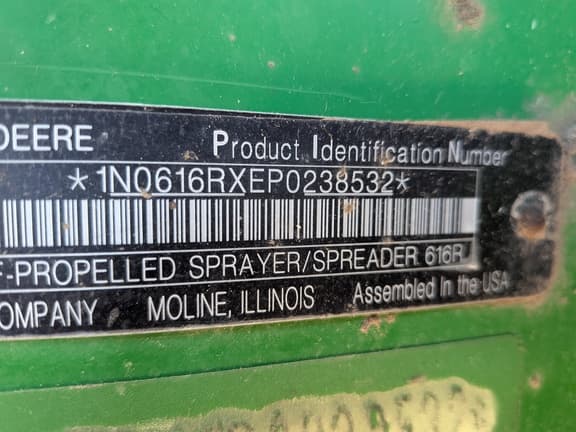 DEERE Product Identification Number
*1N0616RXEP0238532*
F-PROPELLED SPRAYER/SPREADER 616R
OMPANY MOLINE, ILLINOIS Assembled In the USA